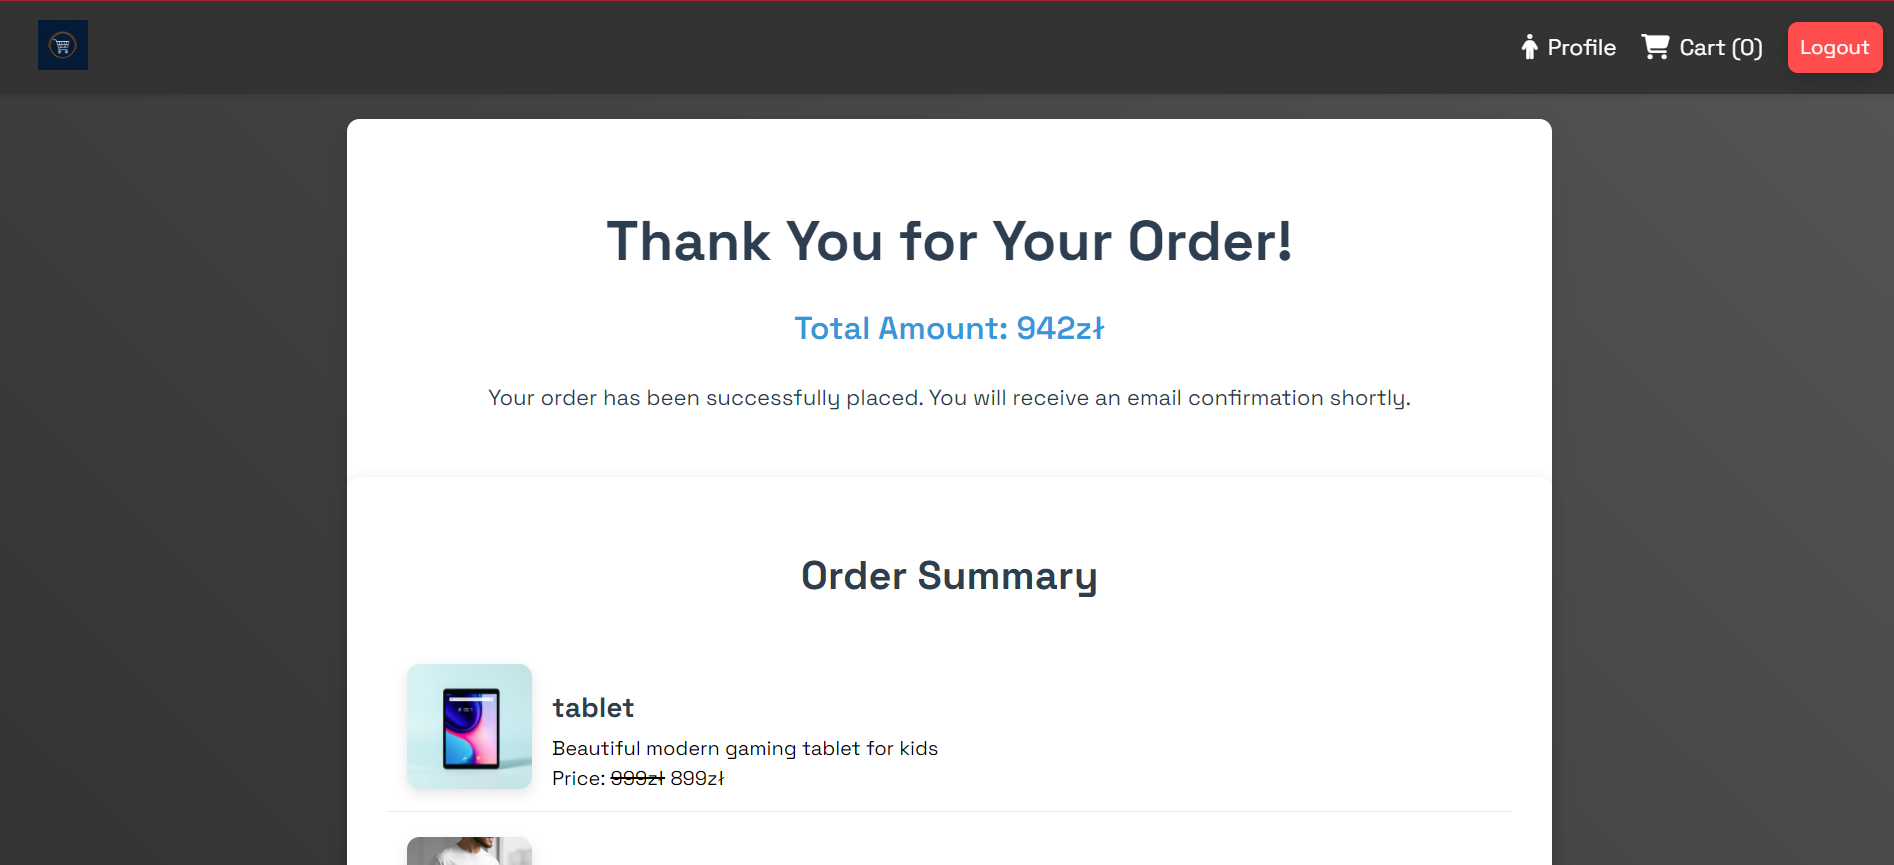 Profile
Cart (0)
Logout
Thank You for Your Order!
Total Amount: 942zł
Your order has been successfully placed. You will receive an email confirmation shortly.
Order Summary
tablet
Beautiful modern gaming tablet for kids
Price: 999zł 899zł